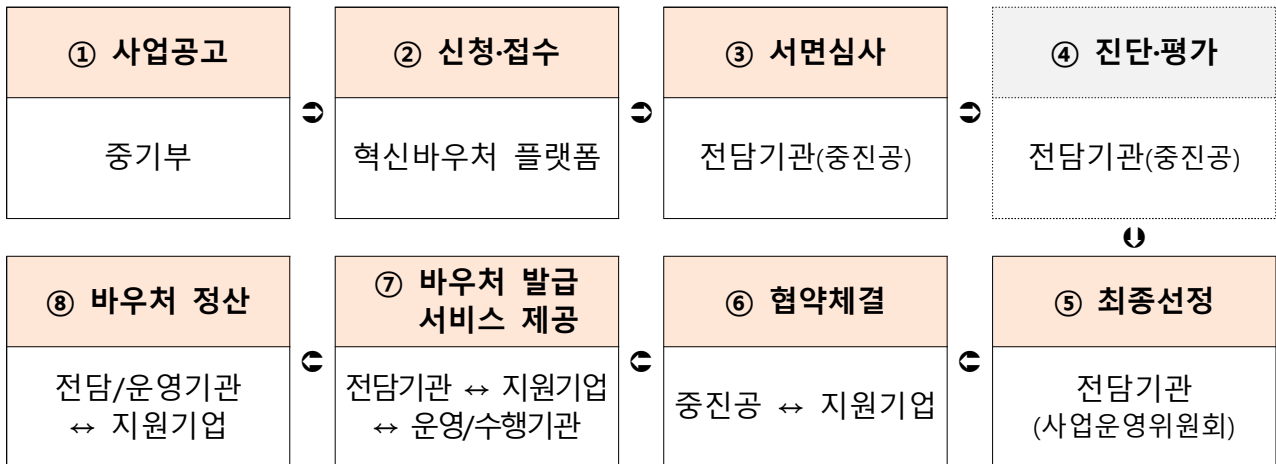 ① 사업공고
중기부
② 신청·접수
혁신바우처 플랫폼
③ 서면심사
전담기관(중진공)
④ 진단·평가
전담기관(중진공)
⑤ 최종선정
전담기관
(사업운영위원회)
⑥ 협약체결
중진공 ↔ 지원기업
⑦ 바우처 발급
서비스 제공
전담기관 ↔ 지원기업
↔ 운영/수행기관
⑧ 바우처 정산
전담/운영기관
↔ 지원기업